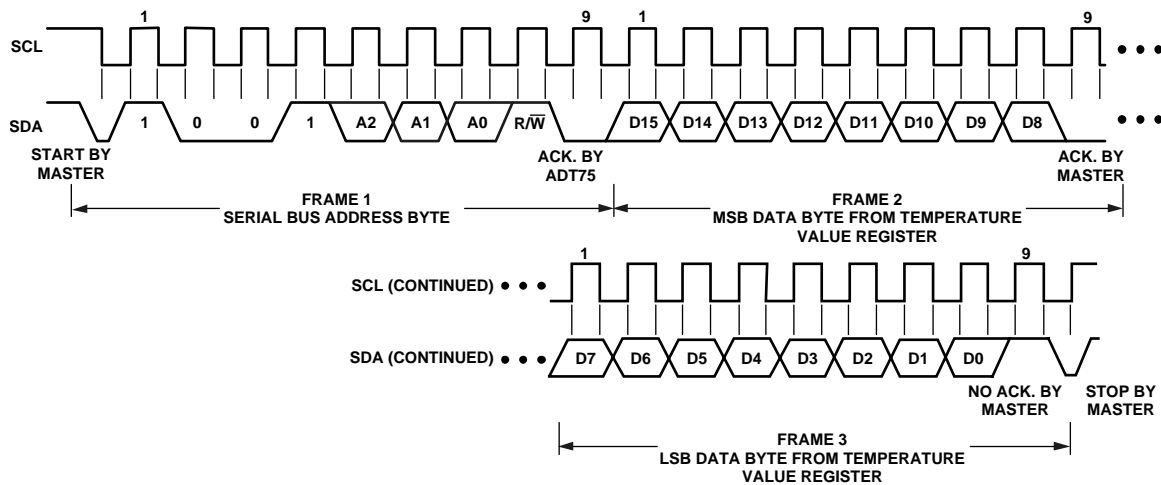 1 9 1 9
SCL
SDA 1 0 0 1 A2 A1 A0 R/W̅ D15 D14 D13 D12 D11 D10 D9 D8
START BY MASTER
ACK. BY ADT75
ACK. BY MASTER
FRAME 1
SERIAL BUS ADDRESS BYTE
FRAME 2
MSB DATA BYTE FROM TEMPERATURE
VALUE REGISTER
1 9
SCL (CONTINUED)
SDA (CONTINUED) D7 D6 D5 D4 D3 D2 D1 D0
NO ACK. BY MASTER
STOP BY MASTER
FRAME 3
LSB DATA BYTE FROM TEMPERATURE
VALUE REGISTER